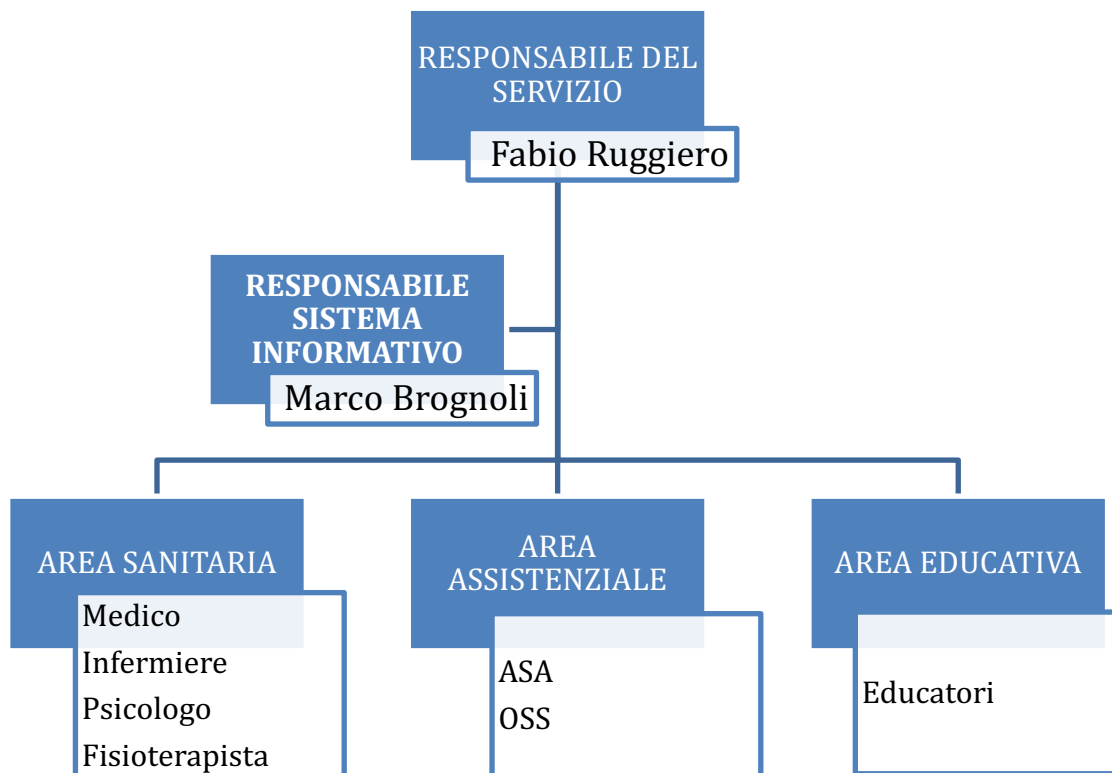 RESPONSABILE DEL
SERVIZIO
Fabio Ruggiero
RESPONSABILE
SISTEMA
INFORMATIVO
Marco Brognoli
AREA SANITARIA
Medico
Infermiere
Psicologo
Fisioterapista
AREA
ASSISTENZIALE
ASA
OSS
AREA EDUCATIVA
Educatori